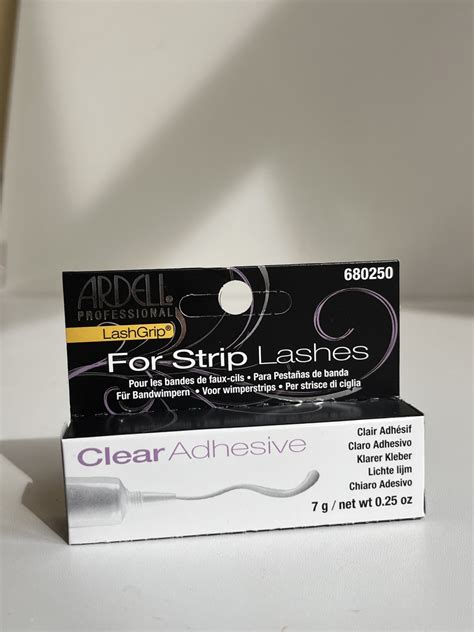 680250
ARDELL
PROFESSIONAL
LashGrip®
For Strip Lashes
Pour les bandes de faux-cils • Para Pestañas de banda
Für Bandwimpern • Voor wimperstrips • Per strisce di ciglia
Clear Adhesive
Clair Adhésif
Claro Adhesivo
Klarer Kleber
Lichte lijm
Chiaro Adesivo
7 g / net wt 0.25 oz